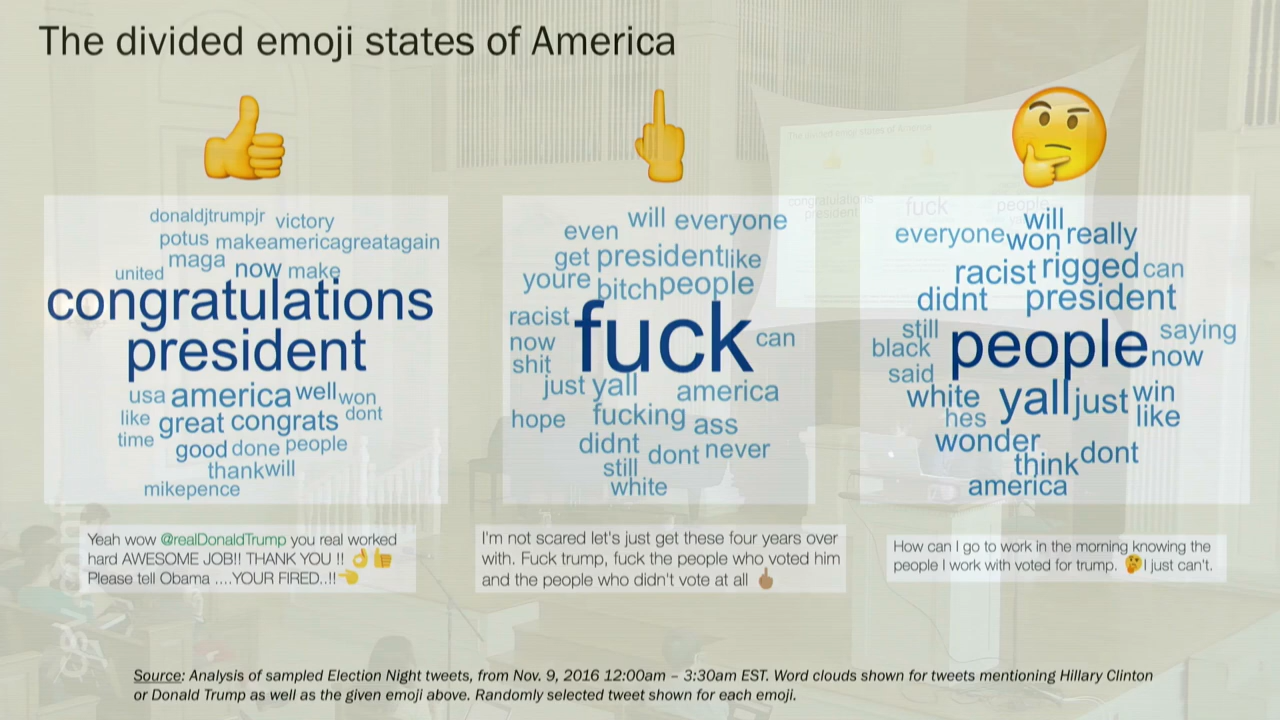 The divided emoji states of America
donaldjtrumpjr victory
potus makeamericagreatagain
maga now make
united
congratulations
president
usa america well won
like great congrats dont
time good done people
thank will
mikepence
even will everyone
get president like
youre bitch people
racist
now fuck can
shit
just yall america
hope fucking ass
didnt dont never
still
white
will
everyone won really
racist rigged can
didnt president
still people saying
black now
said
white yall just win
hes like
wonder dont
think
america
Yeah wow @realDonaldTrump you real worked
hard AWESOME JOB!! THANK YOU !! 👌👍
Please tell Obama ....YOUR FIRED..!!👈
I'm not scared let's just get these four years over
with. Fuck trump, fuck the people who voted him
and the people who didn't vote at all 🖕🏾
How can I go to work in the morning knowing the
people I work with voted for trump. 🤔I just can't.
Source: Analysis of sampled Election Night tweets, from Nov. 9, 2016 12:00am – 3:30am EST. Word clouds shown for tweets mentioning Hillary Clinton
or Donald Trump as well as the given emoji above. Randomly selected tweet shown for each emoji.